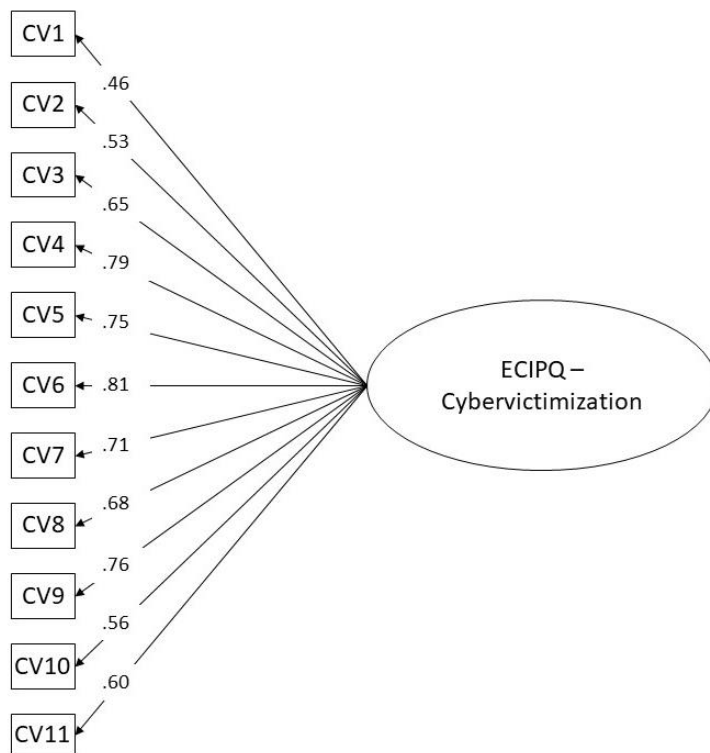 CV1
.46
CV2
.53
CV3
.65
CV4
.79
CV5
.75
CV6
.81
CV7
.71
CV8
.68
CV9
.76
CV10
.56
CV11
.60
ECIPQ –
Cybervictimization